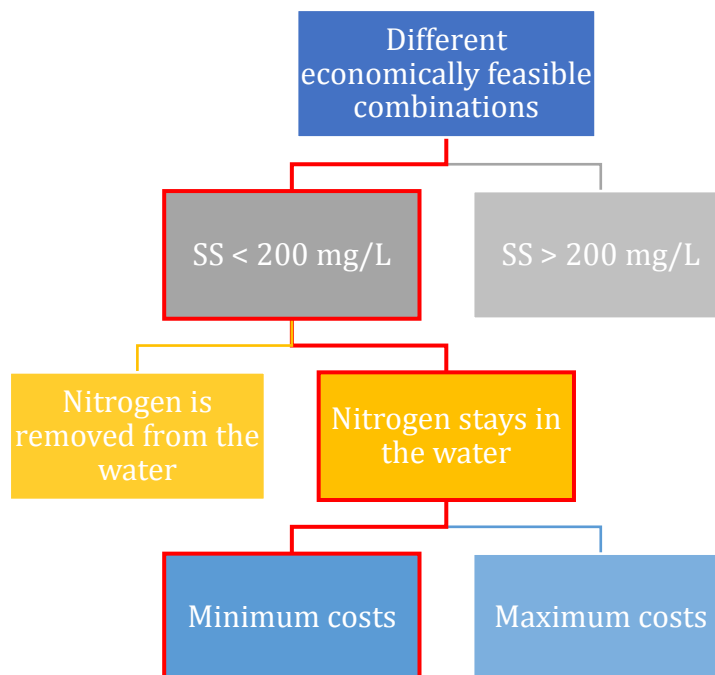 Different
economically feasible
combinations
SS < 200 mg/L
SS > 200 mg/L
Nitrogen is
removed from the
water
Nitrogen stays in
the water
Minimum costs
Maximum costs